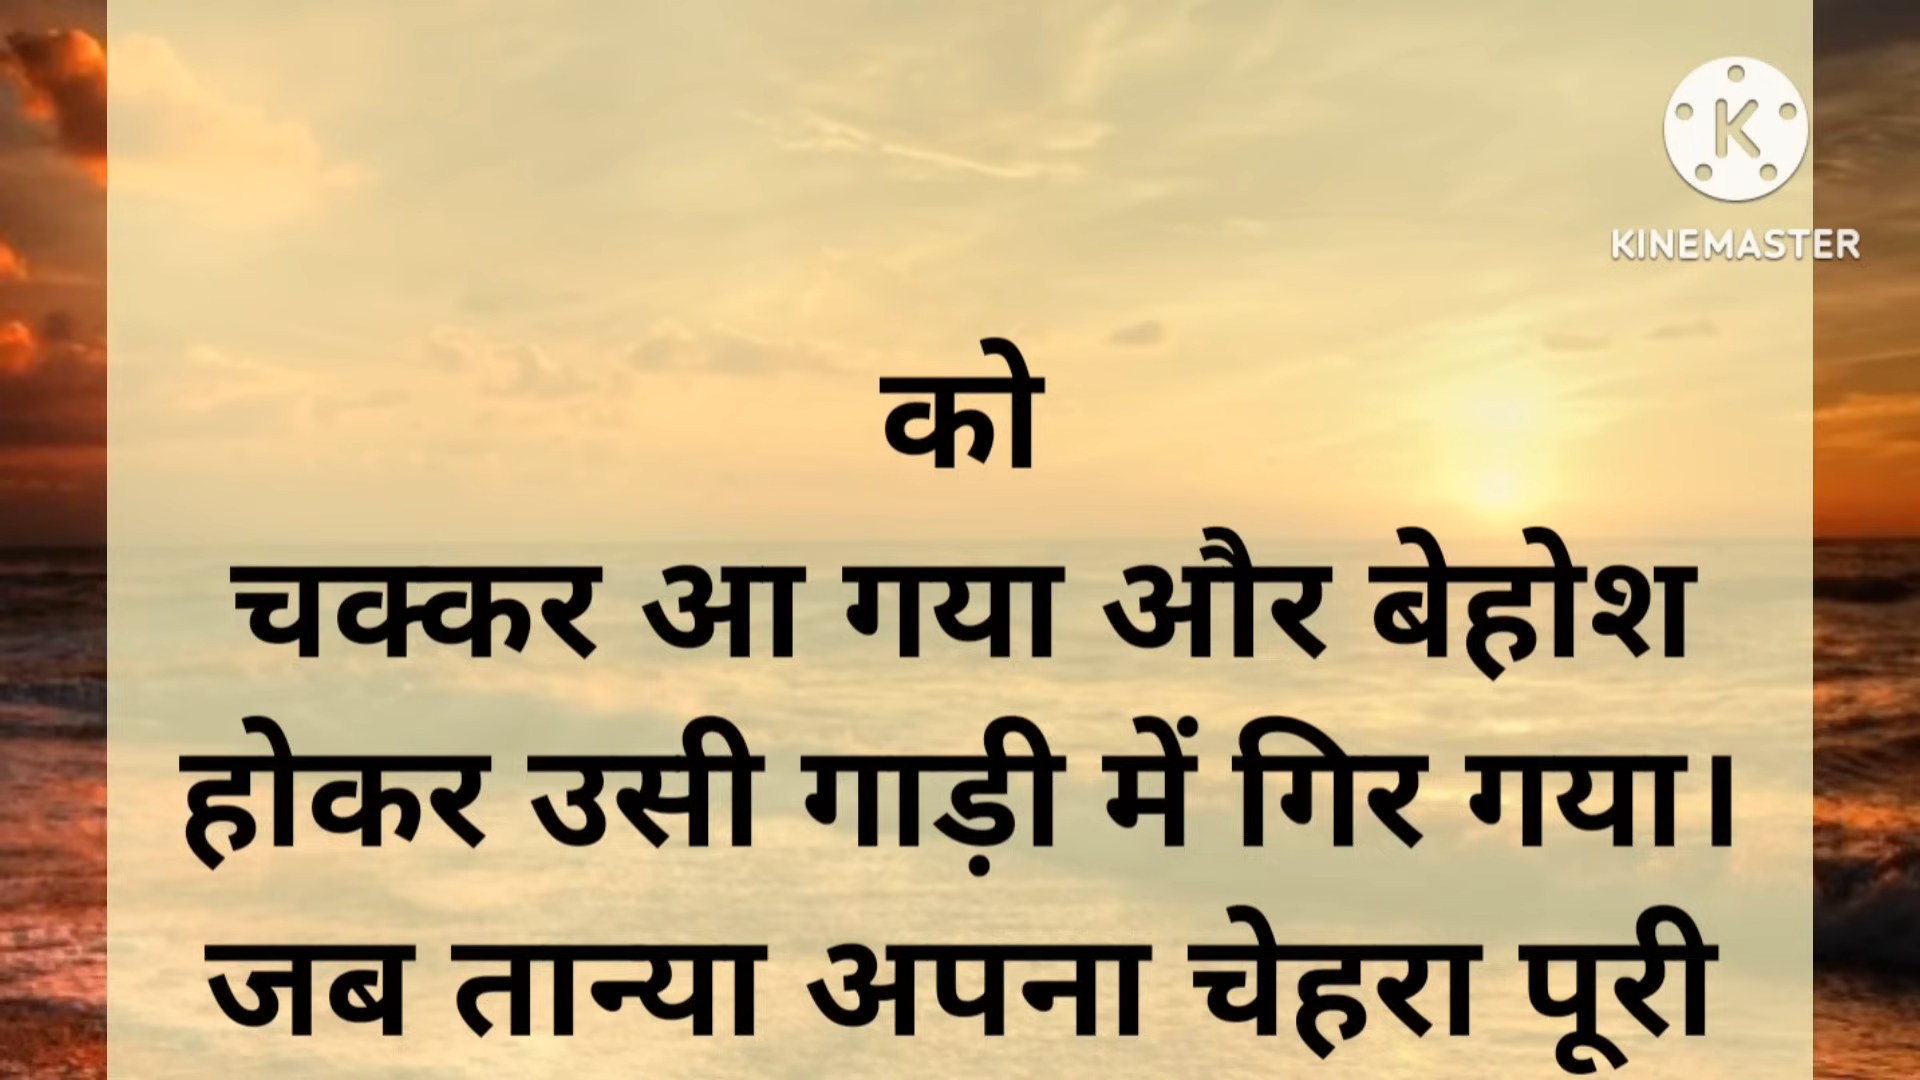 KINEMASTER
को
चक्कर आ गया और बेहोश
होकर उसी गाड़ी में गिर गया।
जब तान्या अपना चेहरा पूरी